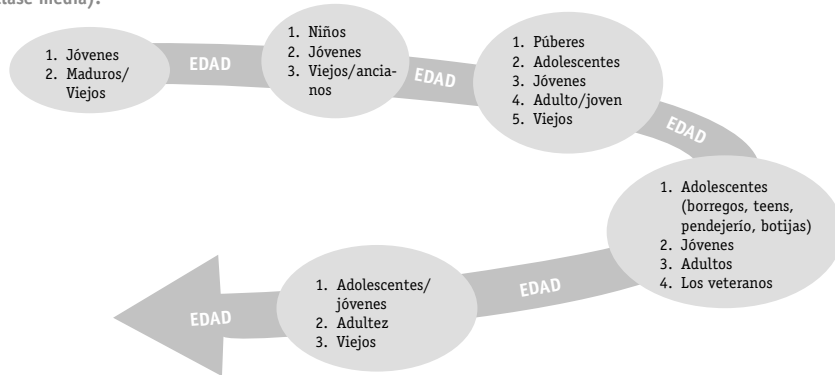 clase media).
1. Jóvenes
2. Maduros/
Viejos
EDAD
1. Niños
2. Jóvenes
3. Viejos/ancia-
nos
EDAD
1. Púberes
2. Adolescentes
3. Jóvenes
4. Adulto/joven
5. Viejos
EDAD
1. Adolescentes
(borregos, teens,
pendejerío, botijas)
2. Jóvenes
3. Adultos
4. Los veteranos
EDAD
1. Adolescentes/
jóvenes
2. Adultez
3. Viejos
EDAD